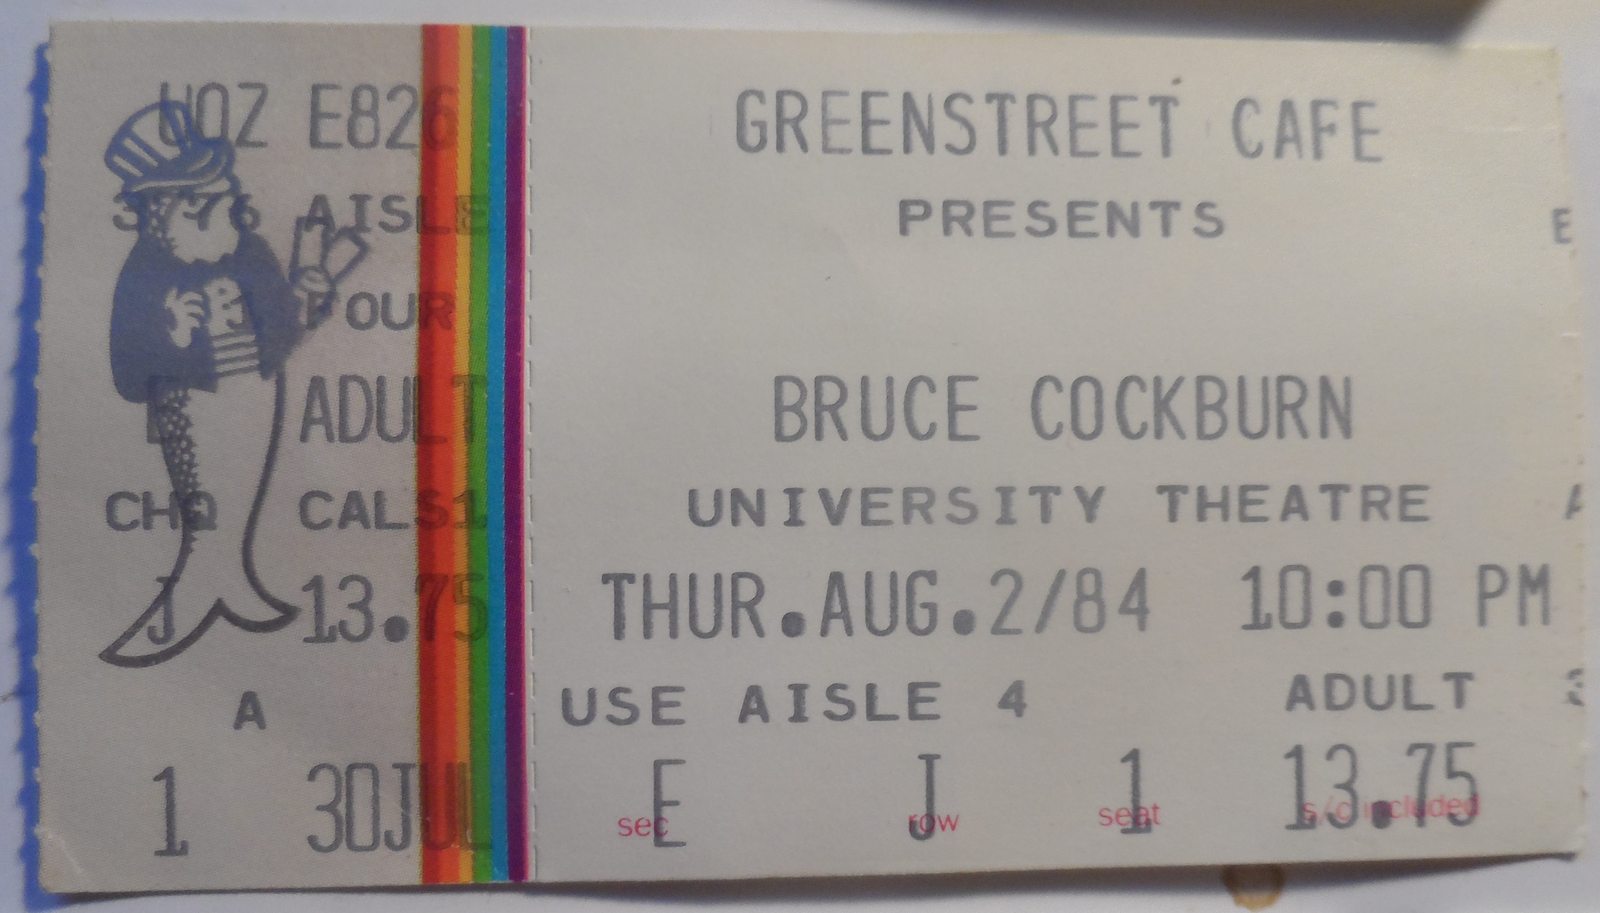 UOZ E826
AISLE
FOUR
ADULT
CHQ CALS1
J 13.75
A
1 30JUL
GREENSTREET CAFE
PRESENTS
BRUCE COCKBURN
UNIVERSITY THEATRE
THUR.AUG.2/84 10:00 PM
USE AISLE 4 ADULT
E J 1 13.75
sec row seat s/c included